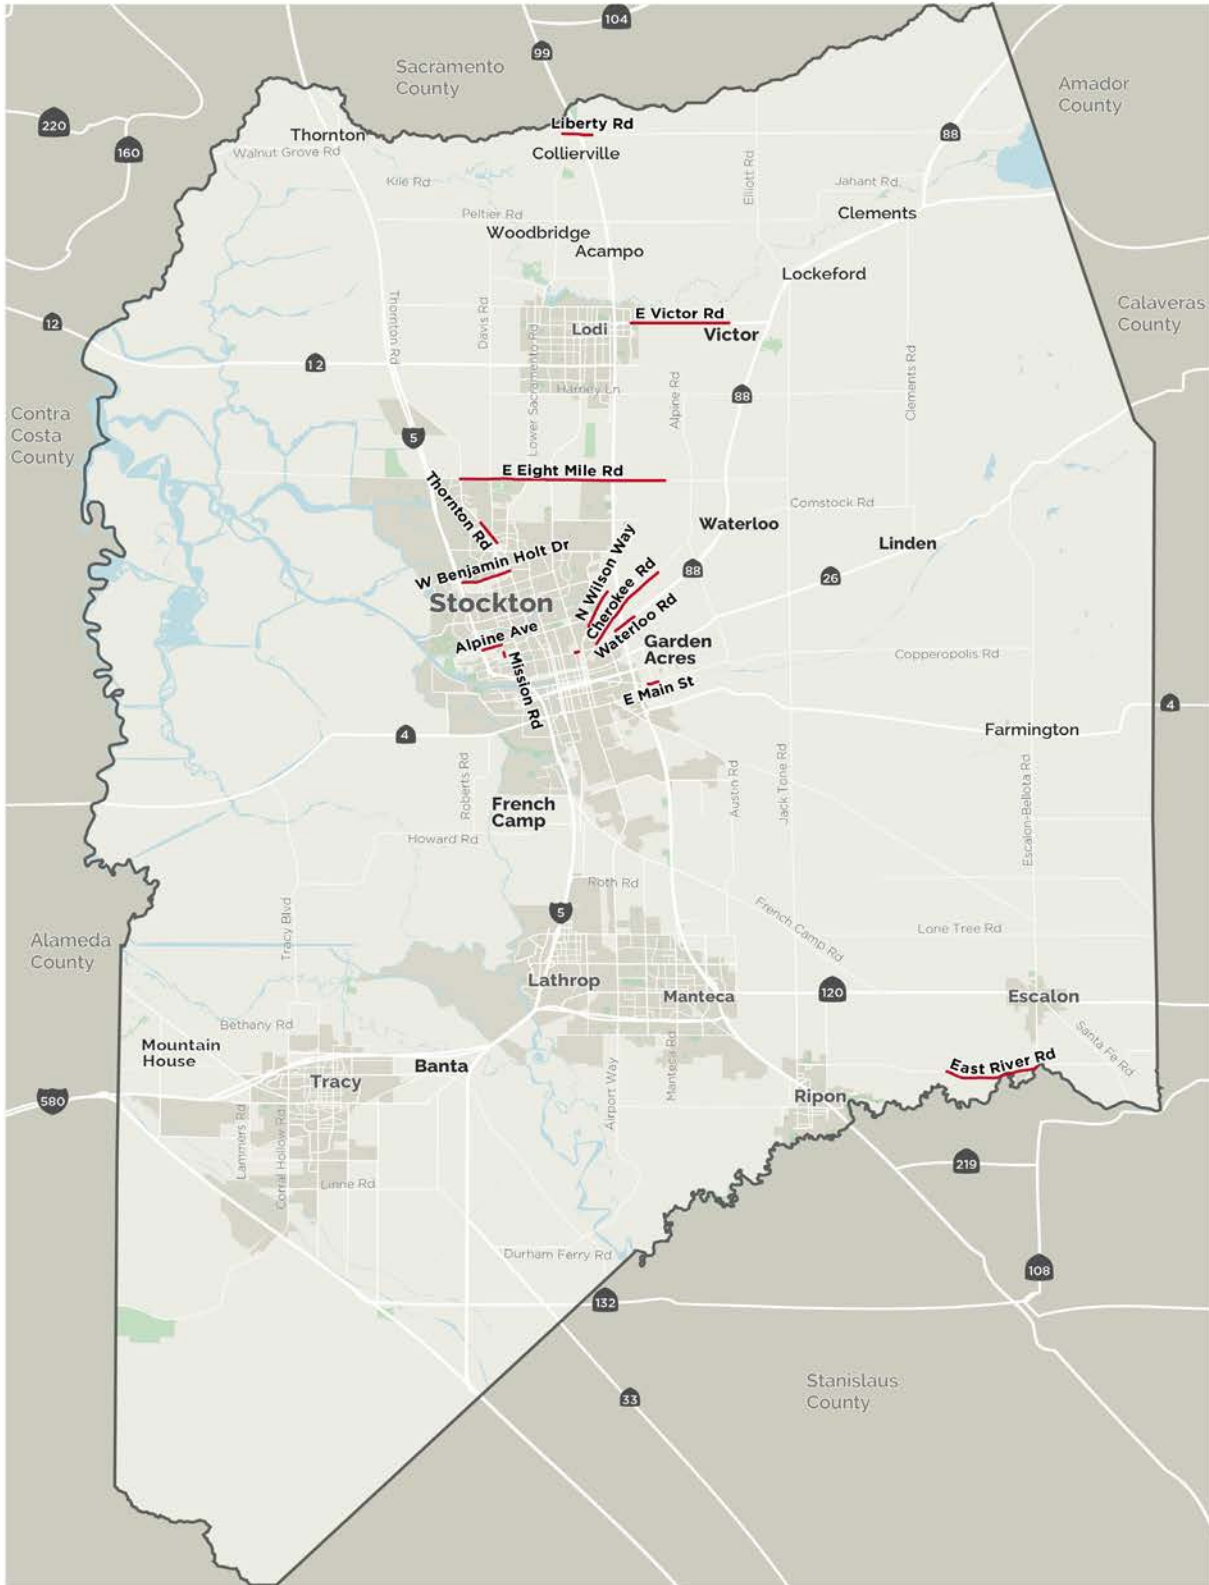 104
99
Sacramento
County
Amador
County
220
160
Thornton
Liberty Rd
88
Walnut Grove Rd
Collierville
Kile Rd
Elliott Rd
Jahant Rd
Peltier Rd
Clements
Woodbridge
Acampo
Lockeford
Thornton Rd
Davis Rd
E Victor Rd
Calaveras
County
12
Lodi
Victor
Lower Sacramento Rd
12
Clements Rd
Harney Ln
Alpine Rd
88
Contra
Costa
County
5
E Eight Mile Rd
Thornton Rd
Comstock Rd
Waterloo
N Wilson Way
Linden
W Benjamin Holt Dr
Cherokee Rd
88
26
Stockton
Waterloo Rd
Alpine Ave
Garden
Acres
Copperopolis Rd
Mission Rd
E Main St
4
4
Farmington
Roberts Rd
Austin Rd
Jack Tone Rd
Escalon-Bellota Rd
French
Camp
Howard Rd
Roth Rd
5
Tracy Blvd
French Camp Rd
Lone Tree Rd
Alameda
County
Lathrop
Manteca
120
Escalon
Bethany Rd
Mountain
House
Santa Fe Rd
Banta
Airport Way
Manteca Rd
East River Rd
Tracy
580
Ripon
Lammers Rd
Corral Hollow Rd
219
Linne Rd
Durham Ferry Rd
108
132
Stanislaus
County
33